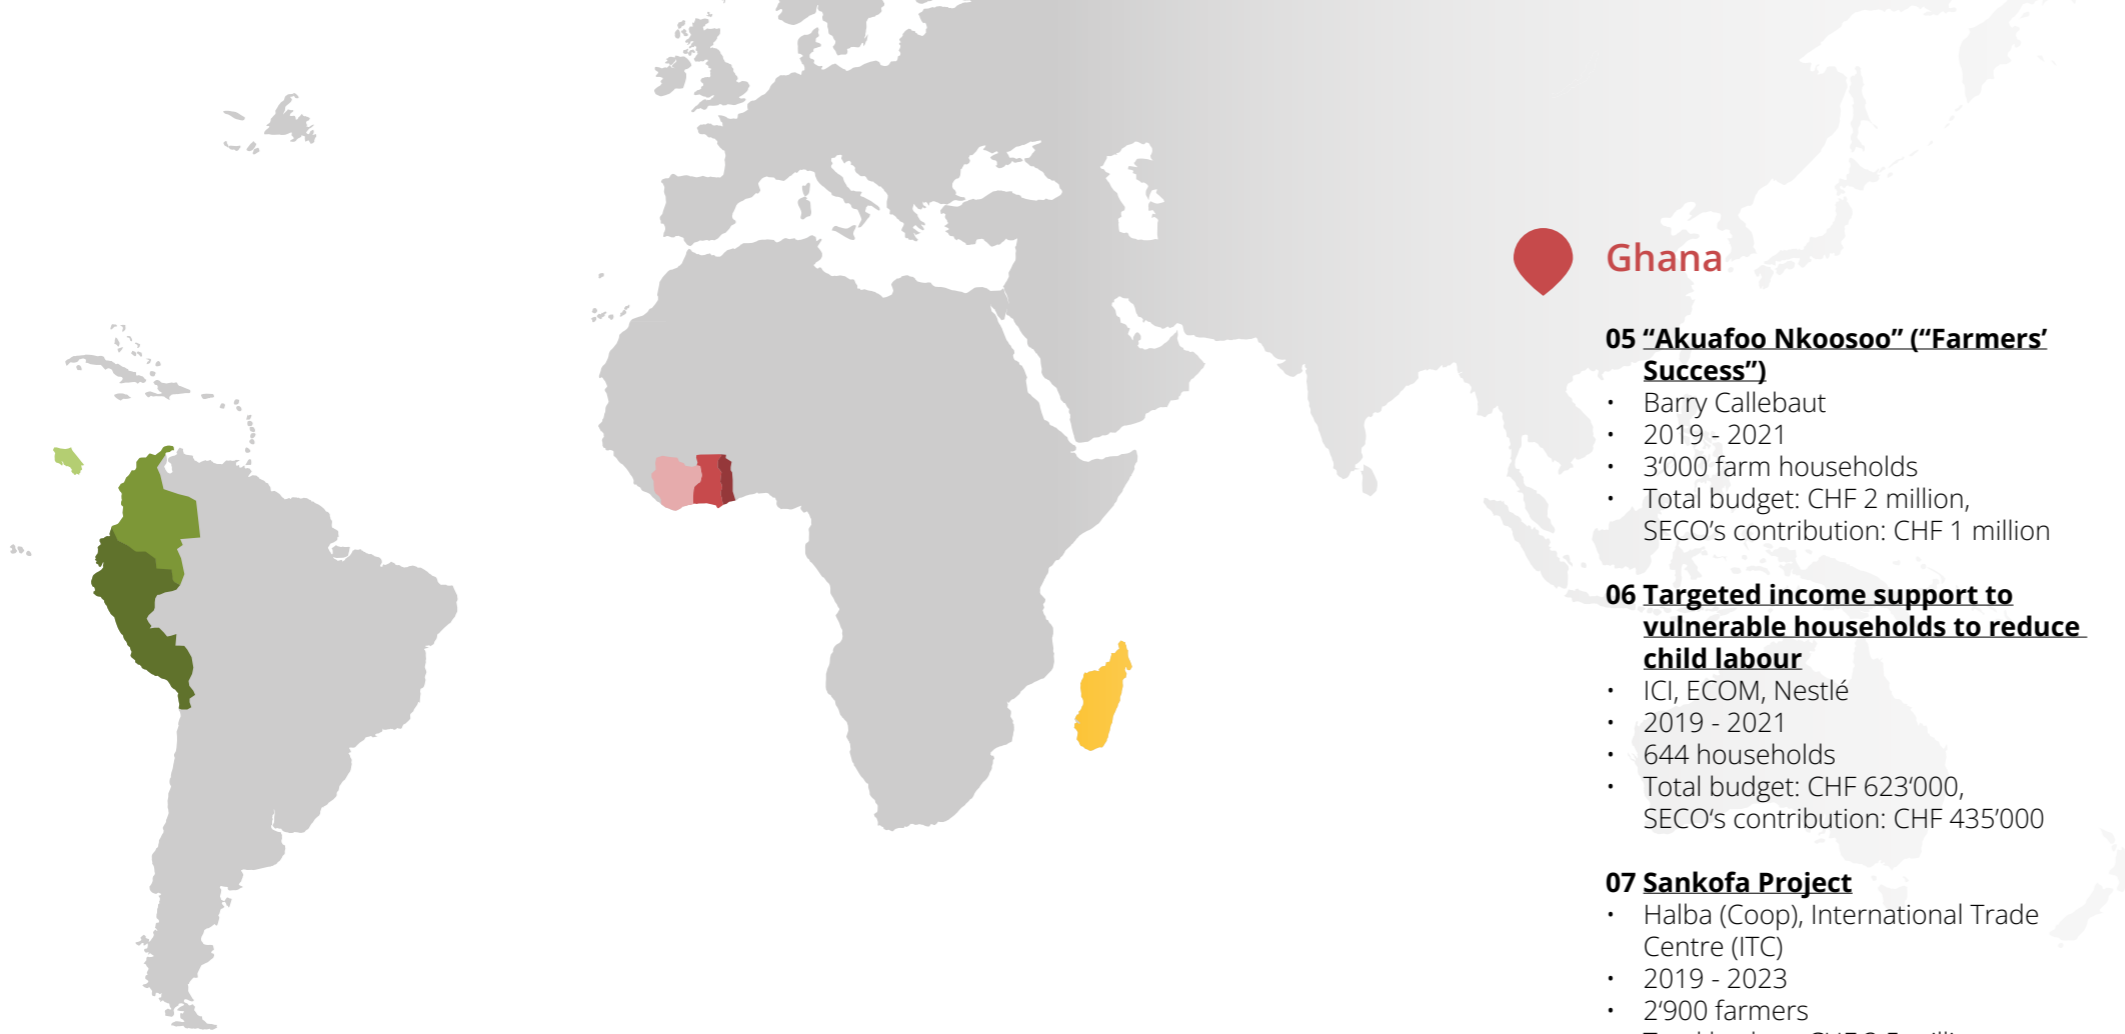 Ghana
05 “Akuafoo Nkoosoo” (“Farmers’
Success”)
• Barry Callebaut
• 2019 - 2021
• 3‘000 farm households
• Total budget: CHF 2 million,
SECO’s contribution: CHF 1 million
06 Targeted income support to
vulnerable households to reduce
child labour
• ICI, ECOM, Nestlé
• 2019 - 2021
• 644 households
• Total budget: CHF 623‘000,
SECO‘s contribution: CHF 435’000
07 Sankofa Project
• Halba (Coop), International Trade
Centre (ITC)
• 2019 - 2023
• 2‘900 farmers